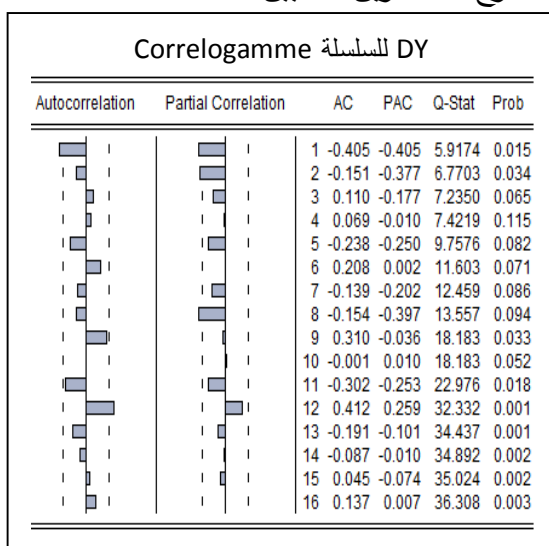 Correlogamme للسلسلة DY
Autocorrelation Partial Correlation AC PAC Q-Stat Prob
1 -0.405 -0.405 5.9174 0.015
2 -0.151 -0.377 6.7703 0.034
3 0.110 -0.177 7.2350 0.065
4 0.069 -0.010 7.4219 0.115
5 -0.238 -0.250 9.7576 0.082
6 0.208 0.002 11.603 0.071
7 -0.139 -0.202 12.459 0.086
8 -0.154 -0.397 13.557 0.094
9 0.310 -0.036 18.183 0.033
10 -0.001 0.010 18.183 0.052
11 -0.302 -0.253 22.976 0.018
12 0.412 0.259 32.332 0.001
13 -0.191 -0.101 34.437 0.001
14 -0.087 -0.010 34.892 0.002
15 0.045 -0.074 35.024 0.002
16 0.137 0.007 36.308 0.003